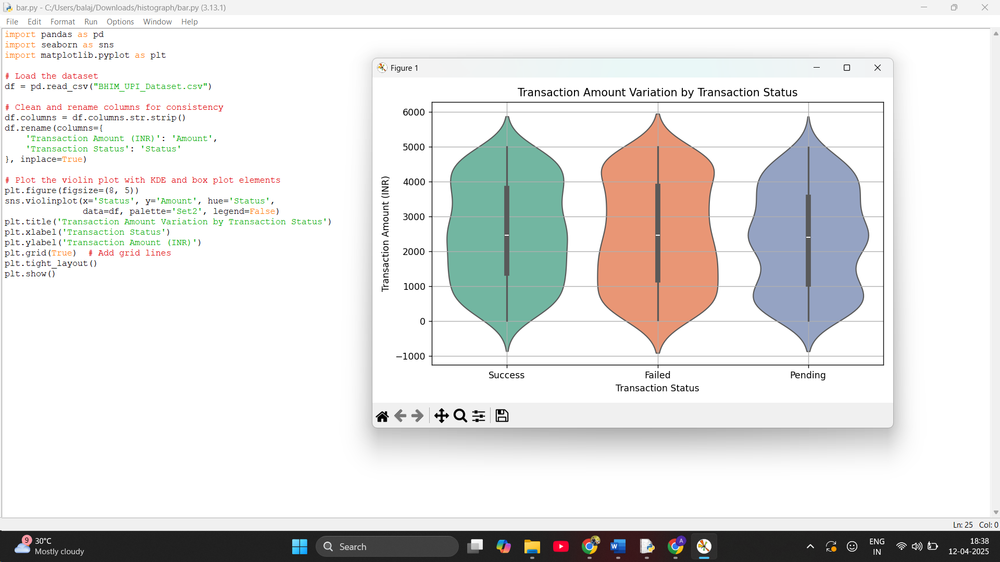 bar.py - C:/Users/balaj/Downloads/histograph/bar.py (3.13.1)
File Edit Format Run Options Window Help
import pandas as pd
import seaborn as sns
import matplotlib.pyplot as plt
# Load the dataset
df = pd.read_csv("BHIM_UPI_Dataset.csv")
# Clean and rename columns for consistency
df.columns = df.columns.str.strip()
df.rename(columns={
    'Transaction Amount (INR)': 'Amount',
    'Transaction Status': 'Status'
}, inplace=True)
# Plot the violin plot with KDE and box plot elements
plt.figure(figsize=(8, 5))
sns.violinplot(x='Status', y='Amount', hue='Status',
               data=df, palette='Set2', legend=False)
plt.title('Transaction Amount Variation by Transaction Status')
plt.xlabel('Transaction Status')
plt.ylabel('Transaction Amount (INR)')
plt.grid(True)  # Add grid lines
plt.tight_layout()
plt.show()
Figure 1
Transaction Amount Variation by Transaction Status
Transaction Amount (INR)
6000
5000
4000
3000
2000
1000
0
−1000
Success Failed Pending
Transaction Status
Ln: 25 Col: 0
9
30°C
Mostly cloudy
Search
A
ENG
IN
18:38
12-04-2025